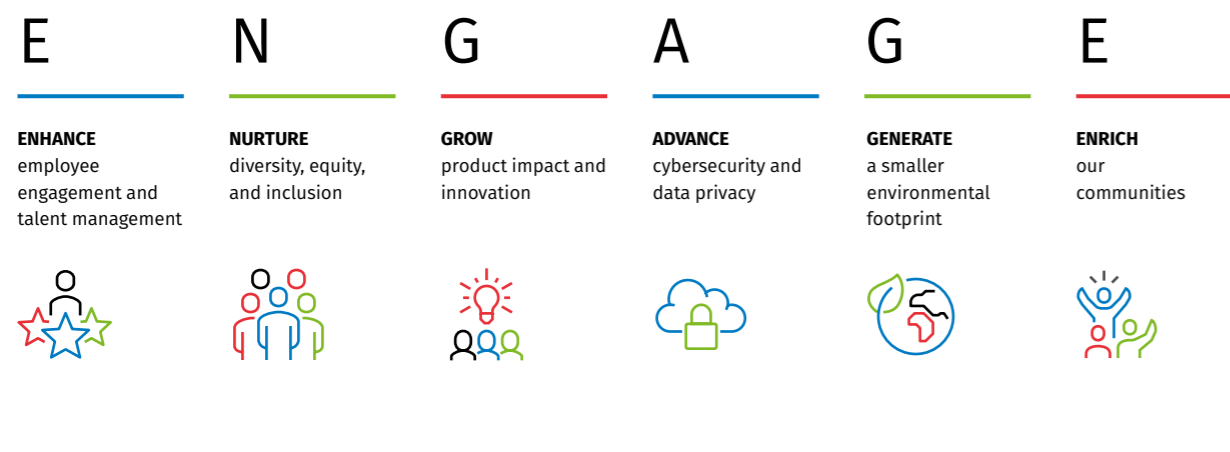 E
ENHANCE
employee
engagement and
talent management
N
NURTURE
diversity, equity,
and inclusion
G
GROW
product impact and
innovation
A
ADVANCE
cybersecurity and
data privacy
G
GENERATE
a smaller
environmental
footprint
E
ENRICH
our
communities